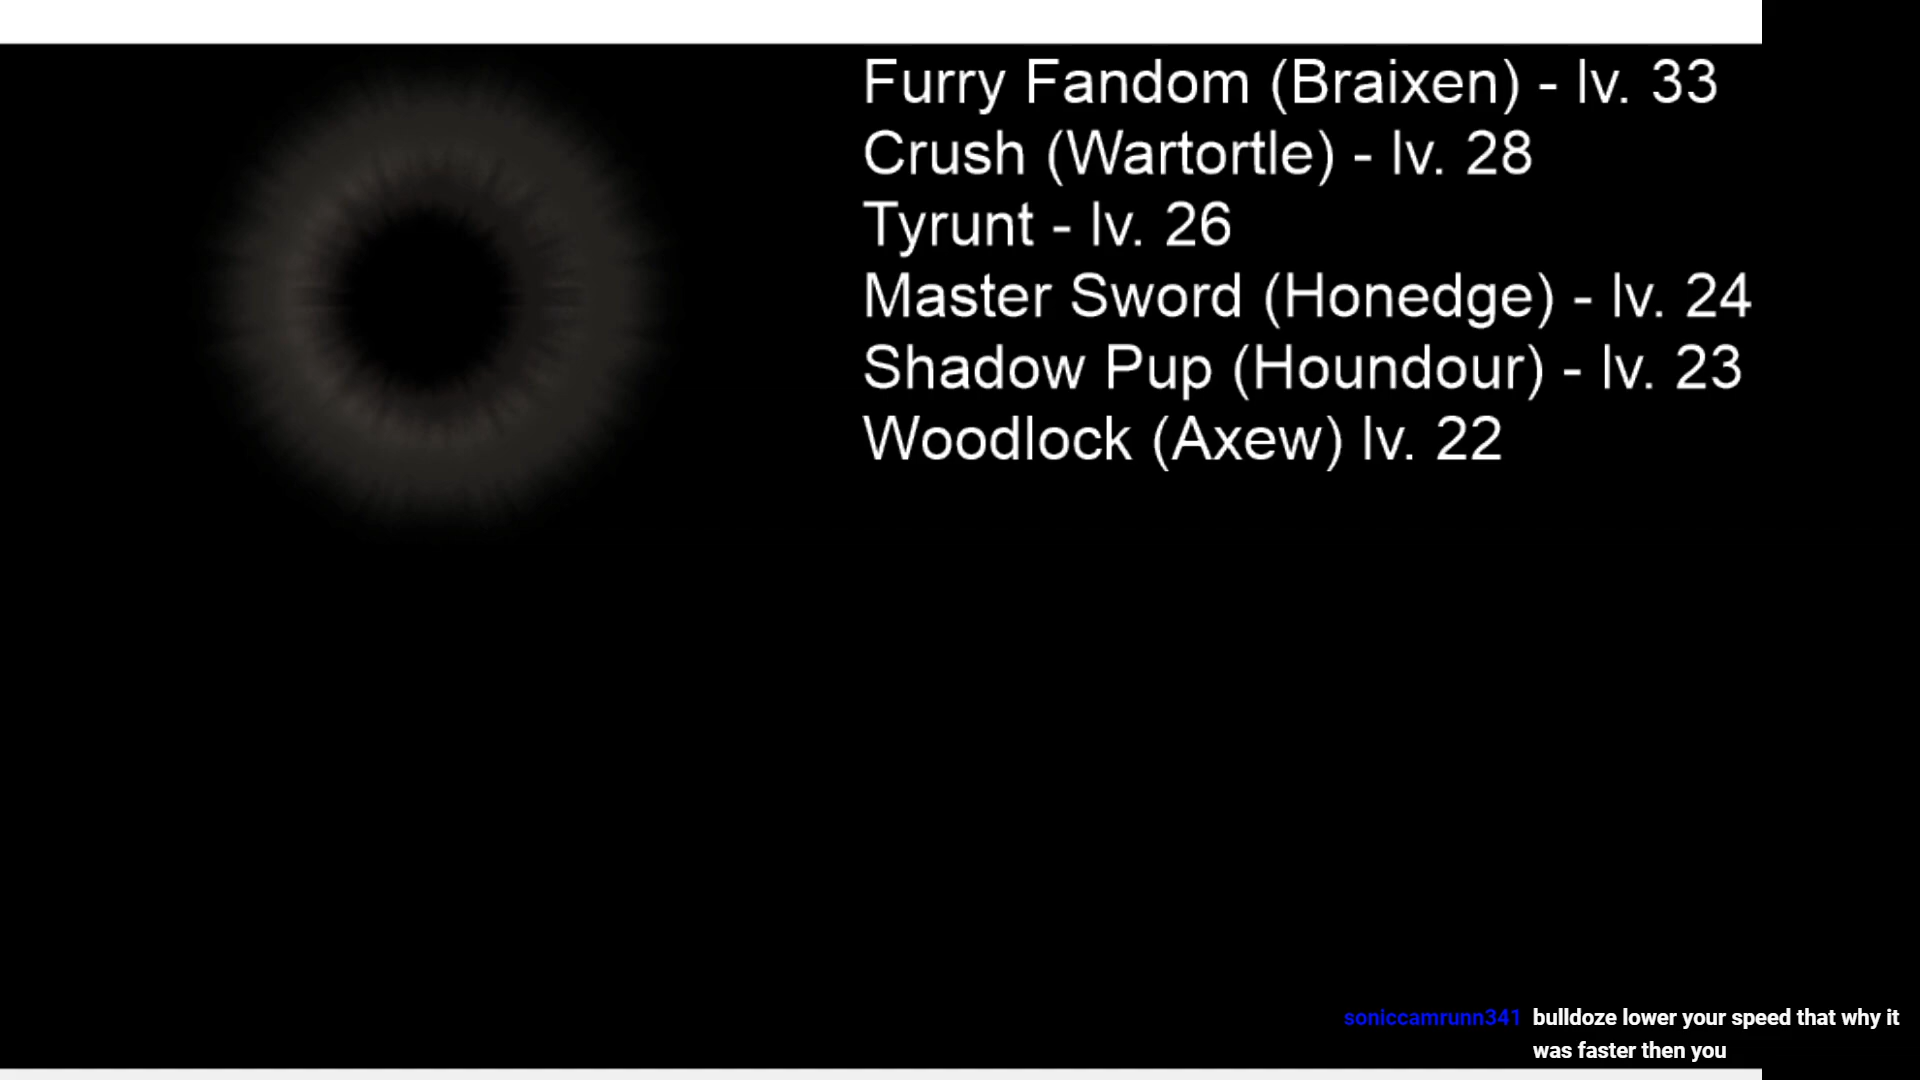 Furry Fandom (Braixen) - lv. 33
Crush (Wartortle) - lv. 28
Tyrunt - lv. 26
Master Sword (Honedge) - lv. 24
Shadow Pup (Houndour) - lv. 23
Woodlock (Axew) lv. 22
soniccamrunn341 bulldoze lower your speed that why it
was faster then you